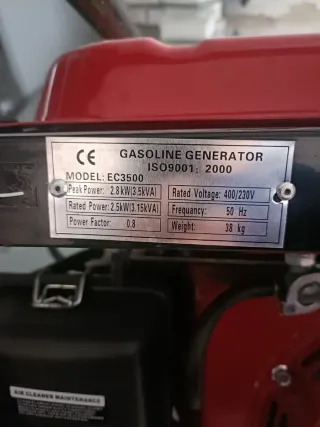 CE GASOLINE GENERATOR
ISO9001: 2000
MODEL: EC3500
Peak Power: 2.8kW(3.5kVA) Rated Voltage: 400/230V
Rated Power: 2.5kW(3.15kVA) Frequancy: 50 Hz
Power Factor: 0.8 Weight: 38 kg
AIR CLEANER MAINTENANCE